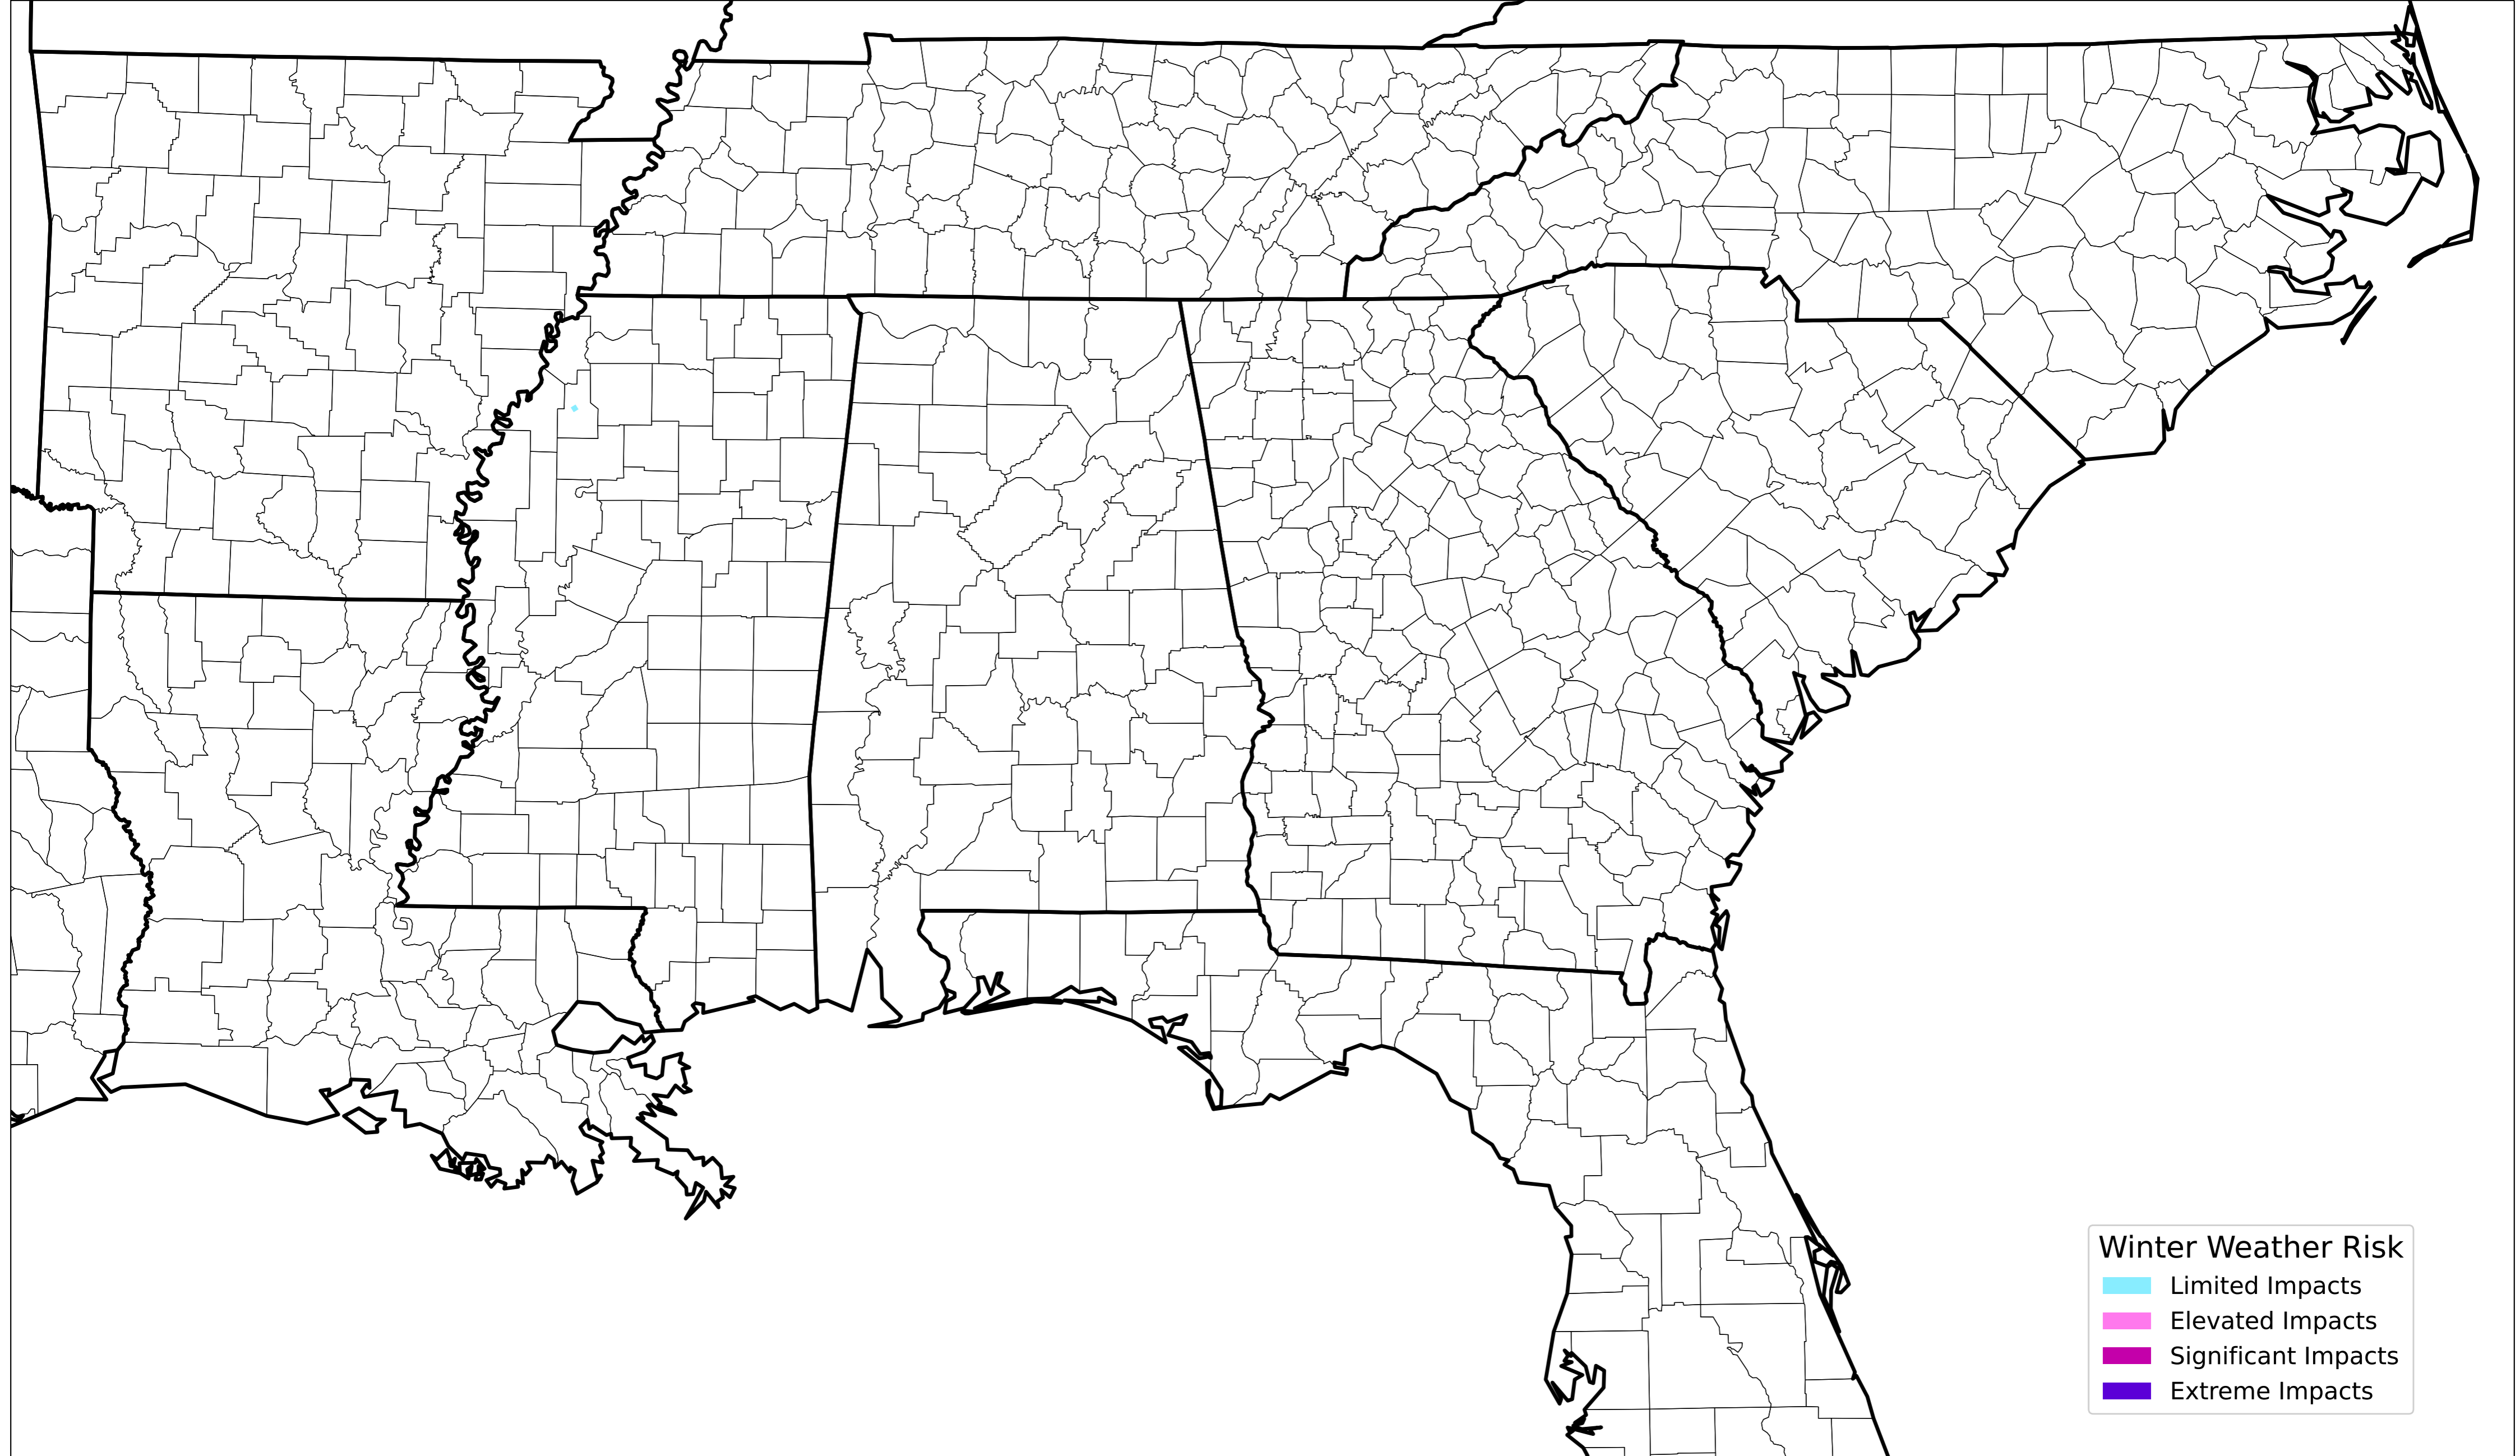 Winter Weather Risk
Limited Impacts
Elevated Impacts
Significant Impacts
Extreme Impacts